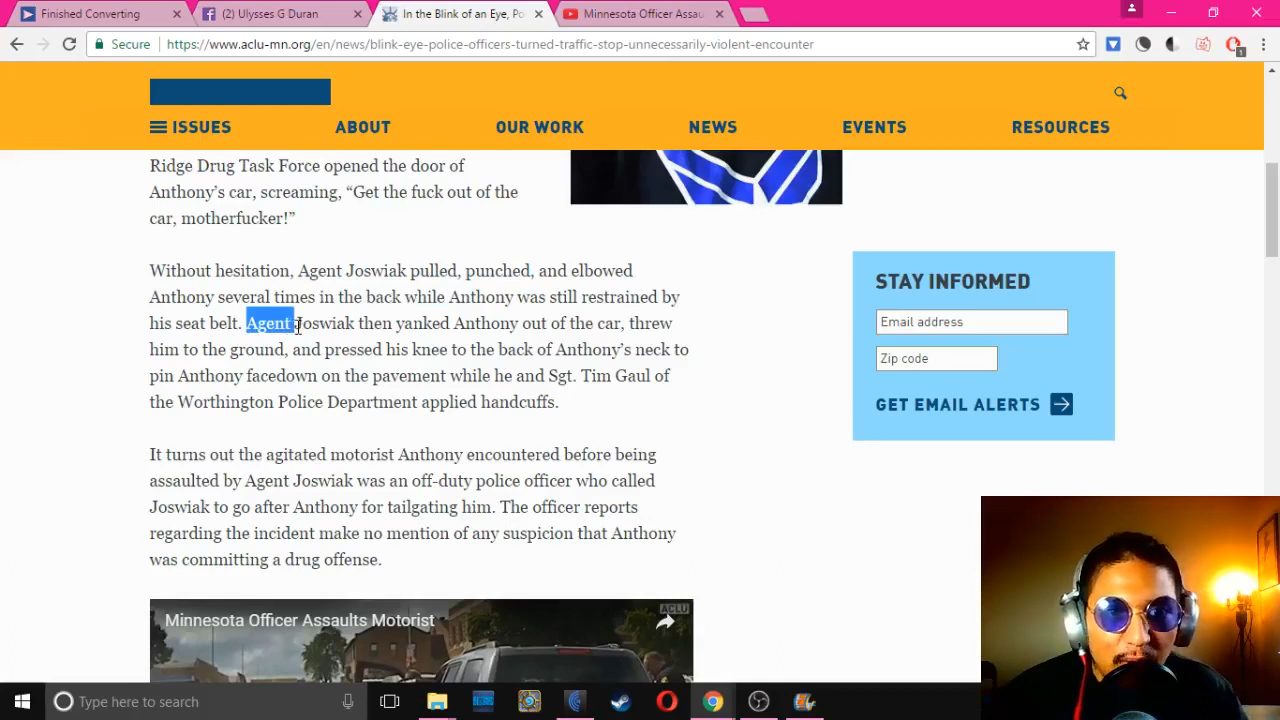 Finished Converting
(2) Ulysses G Duran
In the Blink of an Eye, Po
Minnesota Officer Assau
Secure
https://www.aclu-mn.org/en/news/blink-eye-police-officers-turned-traffic-stop-unnecessarily-violent-encounter
1
ISSUES
ABOUT
OUR WORK
NEWS
EVENTS
RESOURCES
Ridge Drug Task Force opened the door of
Anthony’s car, screaming, “Get the fuck out of the
car, motherfucker!”
Without hesitation, Agent Joswiak pulled, punched, and elbowed
Anthony several times in the back while Anthony was still restrained by
his seat belt. Agent Joswiak then yanked Anthony out of the car, threw
him to the ground, and pressed his knee to the back of Anthony’s neck to
pin Anthony facedown on the pavement while he and Sgt. Tim Gaul of
the Worthington Police Department applied handcuffs.
It turns out the agitated motorist Anthony encountered before being
assaulted by Agent Joswiak was an off-duty police officer who called
Joswiak to go after Anthony for tailgating him. The officer reports
regarding the incident make no mention of any suspicion that Anthony
was committing a drug offense.
Minnesota Officer Assaults Motorist
ACLU
STAY INFORMED
Email address
Zip code
GET EMAIL ALERTS
Type here to search